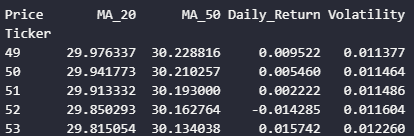 Price MA_20 MA_50 Daily_Return Volatility
Ticker
49 29.976337 30.228816 0.009522 0.011377
50 29.941773 30.210257 0.005460 0.011464
51 29.913332 30.193000 0.002222 0.011486
52 29.850293 30.162764 -0.014285 0.011604
53 29.815054 30.134038 0.015742 0.012260